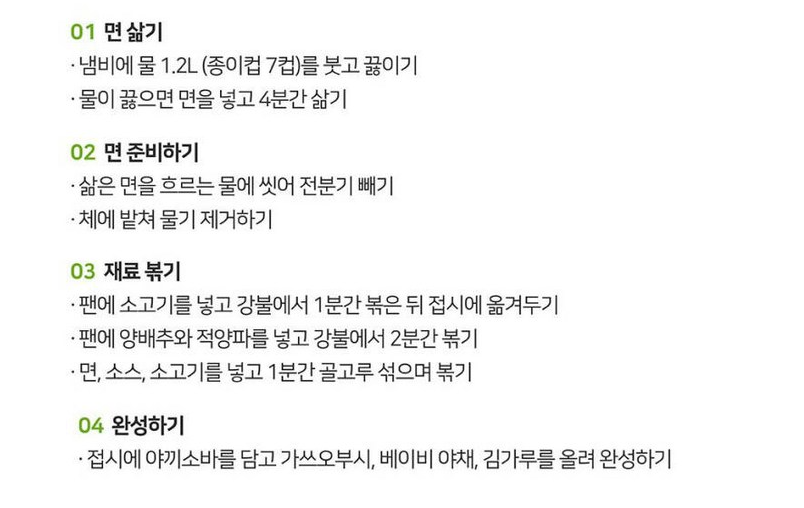 01 면 삶기
· 냄비에 물 1.2L (종이컵 7컵)를 붓고 끓이기
· 물이 끓으면 면을 넣고 4분간 삶기
02 면 준비하기
· 삶은 면을 흐르는 물에 씻어 전분기 빼기
· 체에 밭쳐 물기 제거하기
03 재료 볶기
· 팬에 소고기를 넣고 강불에서 1분간 볶은 뒤 접시에 옮겨두기
· 팬에 양배추와 적양파를 넣고 강불에서 2분간 볶기
· 면, 소스, 소고기를 넣고 1분간 골고루 섞으며 볶기
04 완성하기
· 접시에 야끼소바를 담고 가쓰오부시, 베이비 야채, 김가루를 올려 완성하기